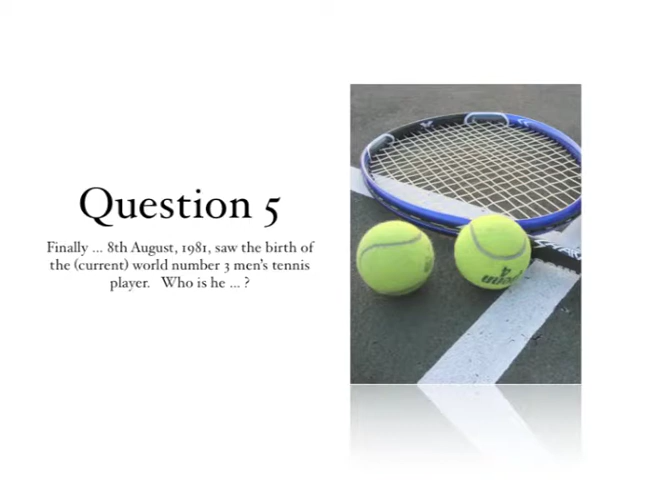 Question 5
Finally ... 8th August, 1981, saw the birth of
the (current) world number 3 men's tennis
player. Who is he ... ?